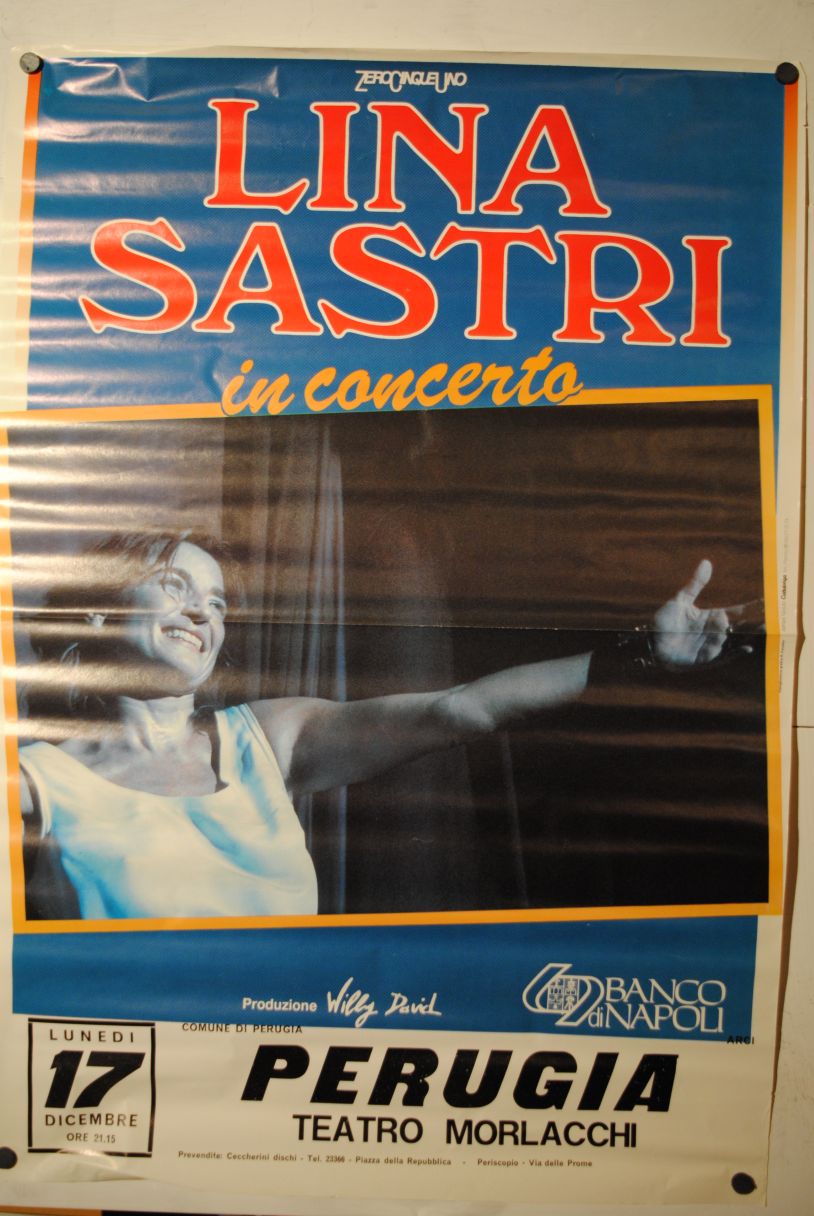 ZEROCINQUEUNO
LINA
SASTRI
in concerto
Produzione Willy David
BANCO
di NAPOLI
COMUNE DI PERUGIA
ARCI
LUNEDI
17
DICEMBRE
ORE 21.15
PERUGIA
TEATRO MORLACCHI
Prevendite: Ceccherini dischi - Tel. 23366 - Piazza della Repubblica - Periscopio - Via delle Prome